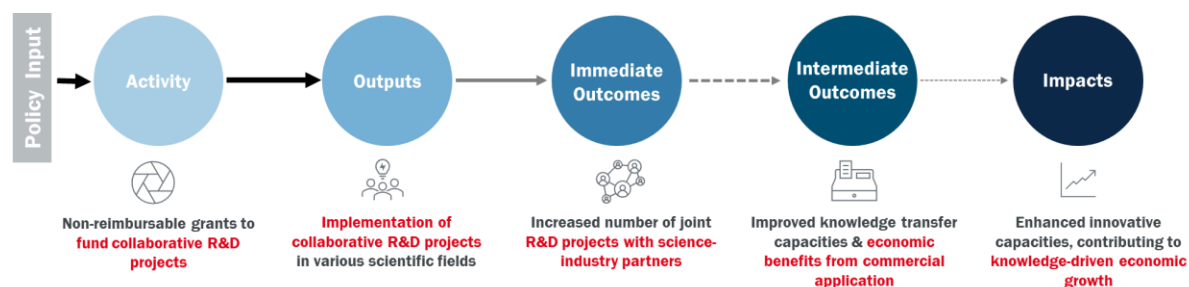 Policy Input
Activity
Outputs
Immediate
Outcomes
Intermediate
Outcomes
Impacts
Non-reimbursable grants to
fund collaborative R&D
projects
Implementation of
collaborative R&D projects
in various scientific fields
Increased number of joint
R&D projects with science-
industry partners
Improved knowledge transfer
capacities & economic
benefits from commercial
application
Enhanced innovative
capacities, contributing to
knowledge-driven economic
growth